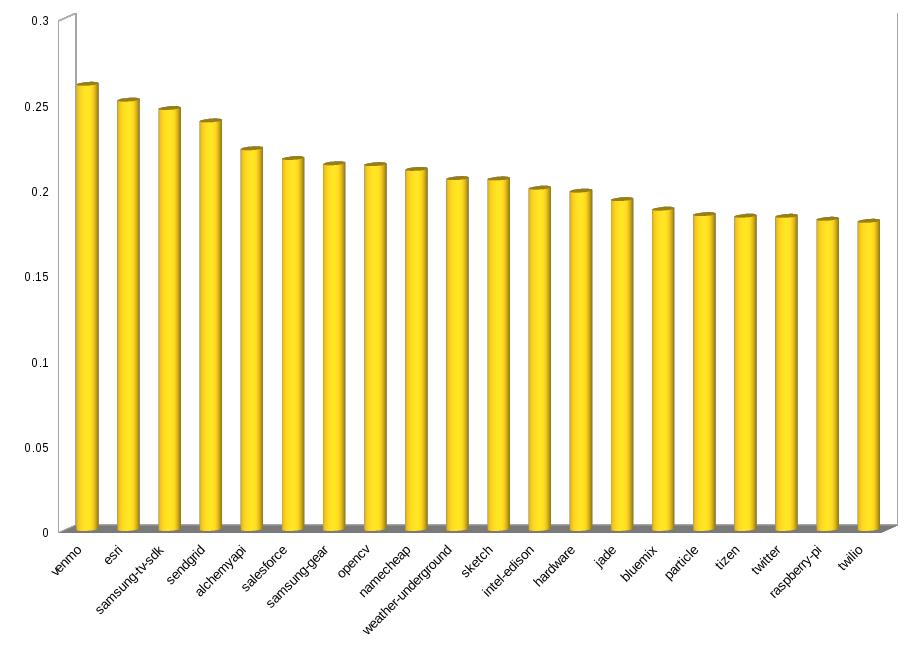 0.3
0.25
0.2
0.15
0.1
0.05
0
venmo
esri
samsung-tv-sdk
sendgrid
alchemyapi
salesforce
samsung-gear
opencv
namecheap
weather-underground
sketch
intel-edison
hardware
jade
bluemix
particle
tizen
twitter
raspberry-pi
twilio